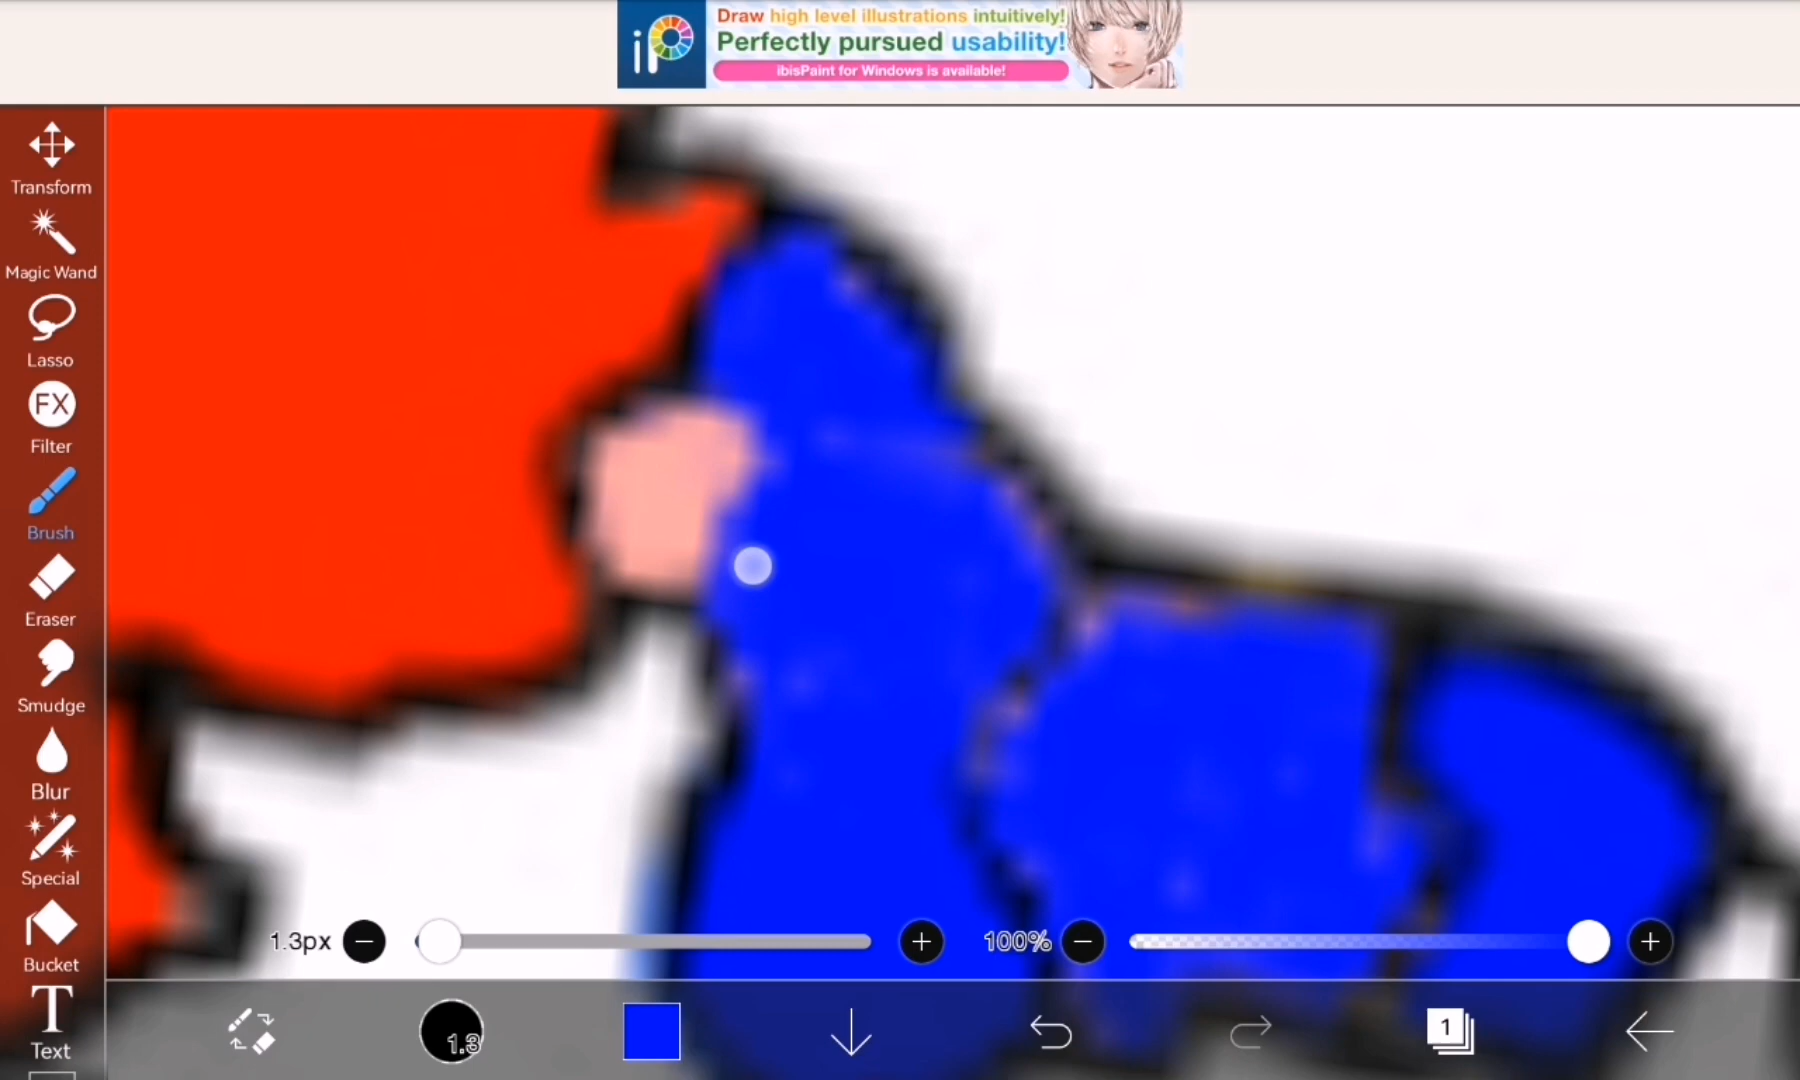 iP
Draw high level illustrations intuitively!
Perfectly pursued usability!
ibisPaint for Windows is available!
Transform
Magic Wand
Lasso
FX
Filter
Brush
Eraser
Smudge
Blur
Special
Bucket
T
Text
1.3px
100%
1.3
1